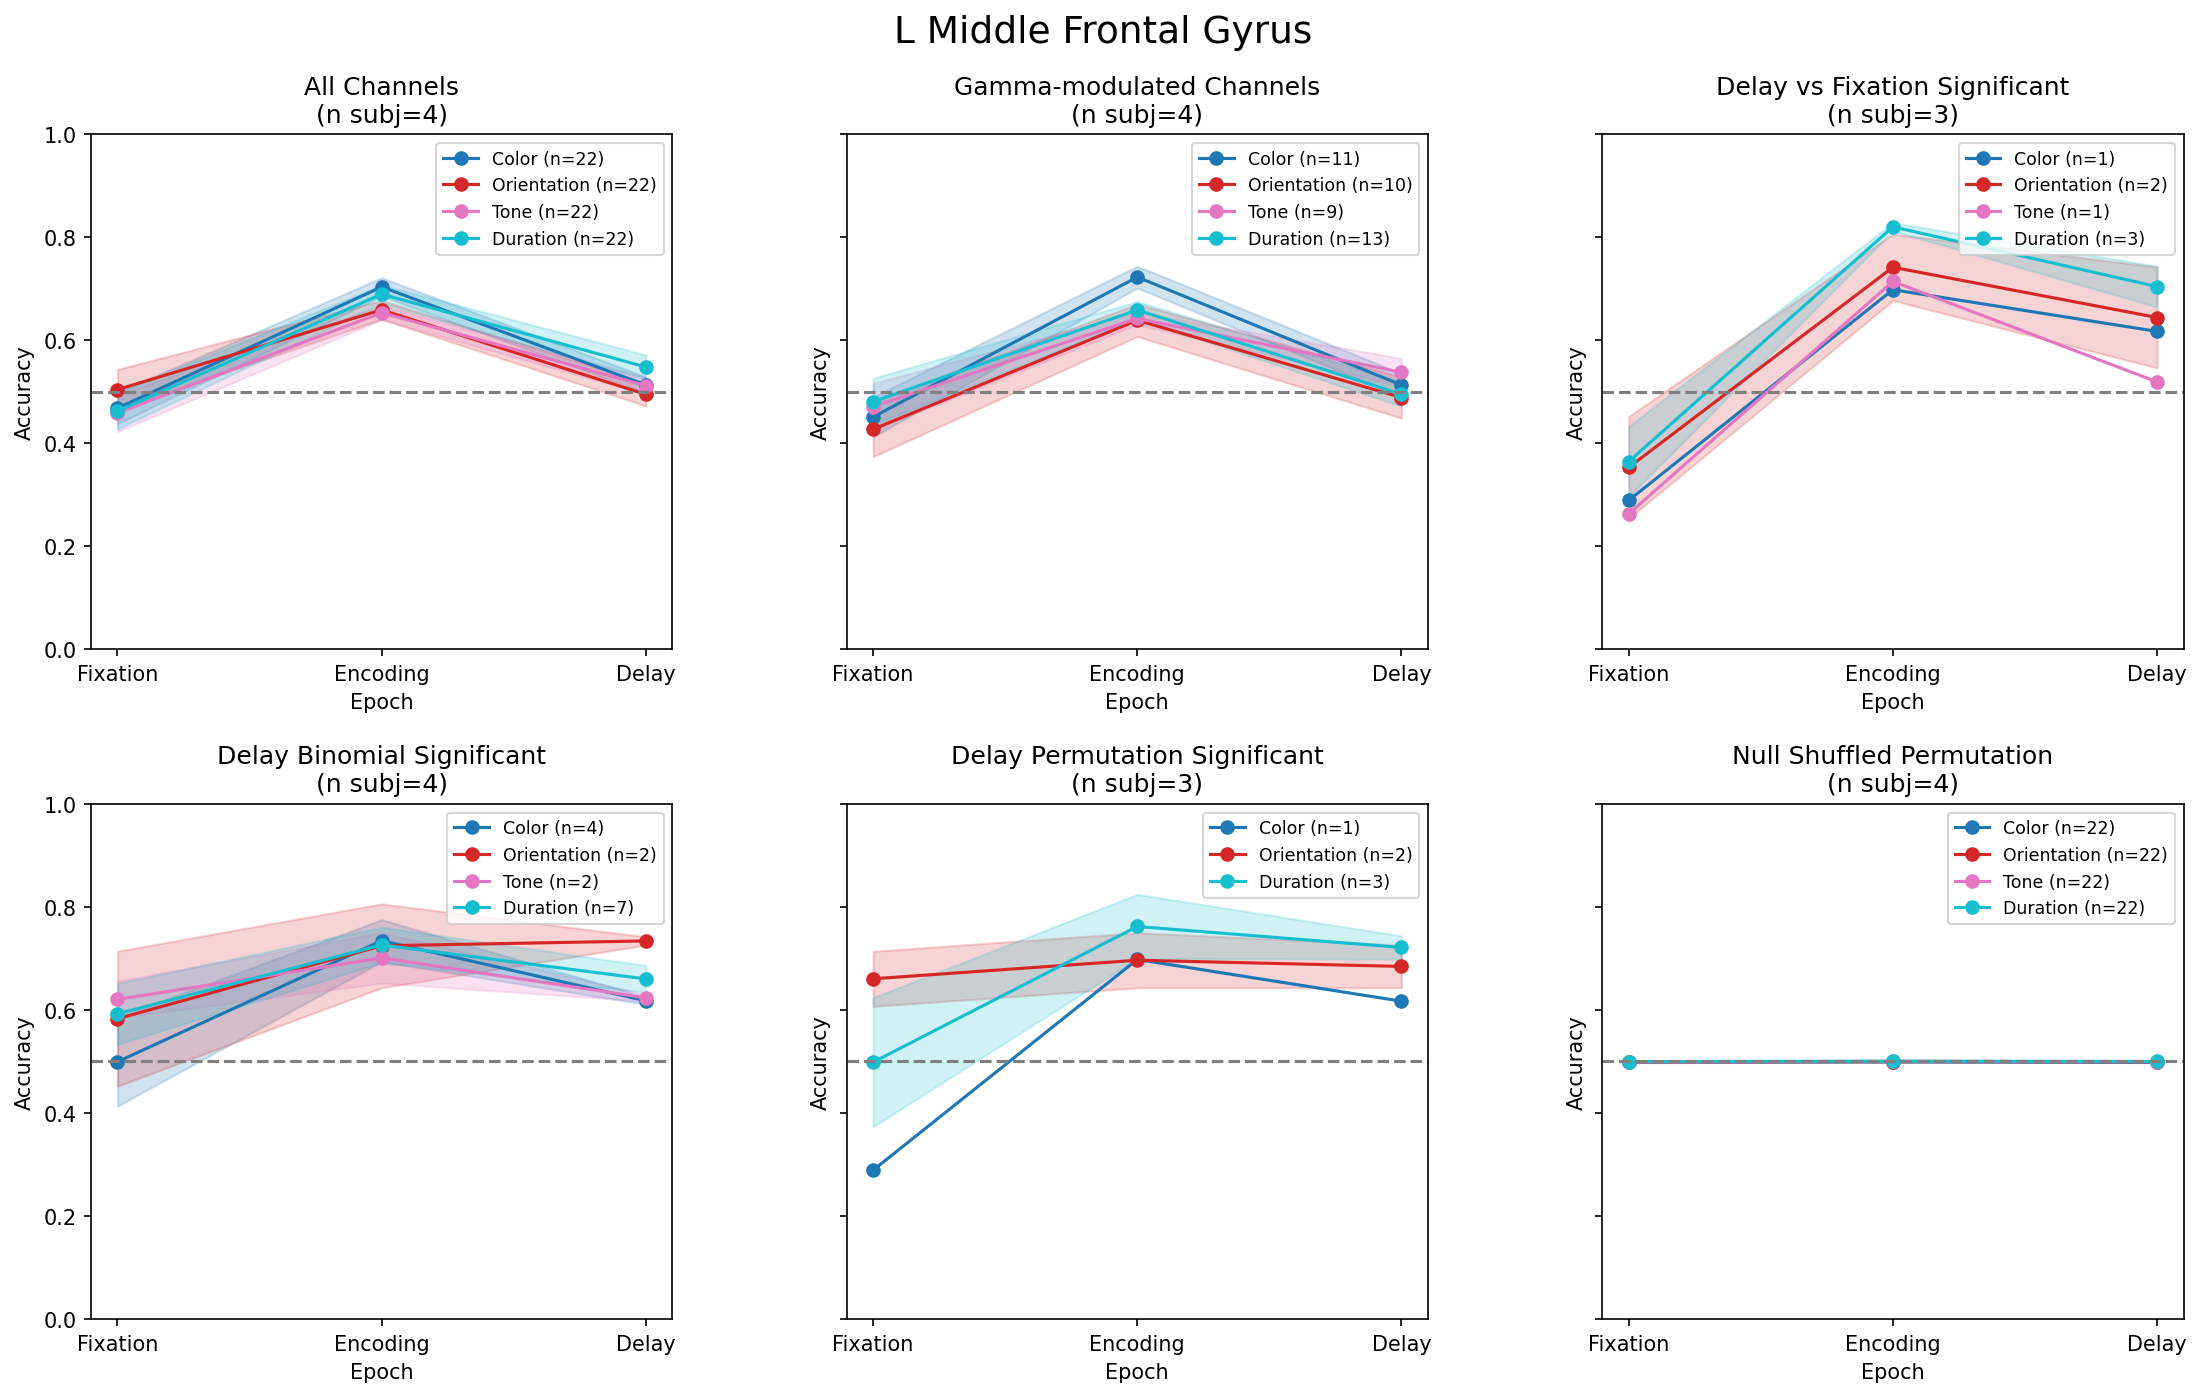 L Middle Frontal Gyrus
All Channels
(n subj=4)
1.0
0.8
0.6
0.4
0.2
0.0
Accuracy
Color (n=22)
Orientation (n=22)
Tone (n=22)
Duration (n=22)
Fixation
Encoding
Delay
Epoch
Gamma-modulated Channels
(n subj=4)
Accuracy
Color (n=11)
Orientation (n=10)
Tone (n=9)
Duration (n=13)
Fixation
Encoding
Delay
Epoch
Delay vs Fixation Significant
(n subj=3)
Accuracy
Color (n=1)
Orientation (n=2)
Tone (n=1)
Duration (n=3)
Fixation
Encoding
Delay
Epoch
Delay Binomial Significant
(n subj=4)
1.0
0.8
0.6
0.4
0.2
0.0
Accuracy
Color (n=4)
Orientation (n=2)
Tone (n=2)
Duration (n=7)
Fixation
Encoding
Delay
Epoch
Delay Permutation Significant
(n subj=3)
Accuracy
Color (n=1)
Orientation (n=2)
Duration (n=3)
Fixation
Encoding
Delay
Epoch
Null Shuffled Permutation
(n subj=4)
Accuracy
Color (n=22)
Orientation (n=22)
Tone (n=22)
Duration (n=22)
Fixation
Encoding
Delay
Epoch